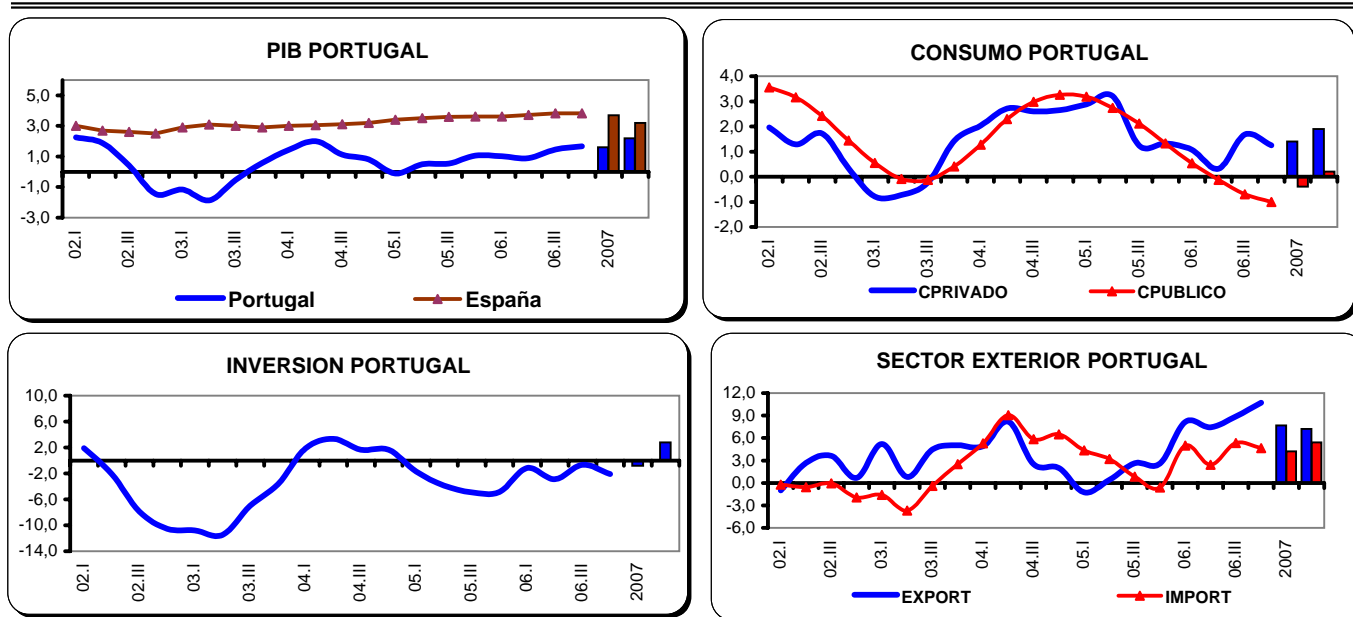 PIB PORTUGAL
5,0
3,0
1,0
-1,0
-3,0
02.I
02.III
03.I
03.III
04.I
04.III
05.I
05.III
06.I
06.III
2007
Portugal
España
CONSUMO PORTUGAL
4,0
3,0
2,0
1,0
0,0
-1,0
-2,0
02.I
02.III
03.I
03.III
04.I
04.III
05.I
05.III
06.I
06.III
2007
CPRIVADO
CPUBLICO
INVERSION PORTUGAL
10,0
6,0
2,0
-2,0
-6,0
-10,0
-14,0
02.I
02.III
03.I
03.III
04.I
04.III
05.I
05.III
06.I
06.III
2007
SECTOR EXTERIOR PORTUGAL
12,0
9,0
6,0
3,0
0,0
-3,0
-6,0
02.I
02.III
03.I
03.III
04.I
04.III
05.I
05.III
06.I
06.III
2007
EXPORT
IMPORT